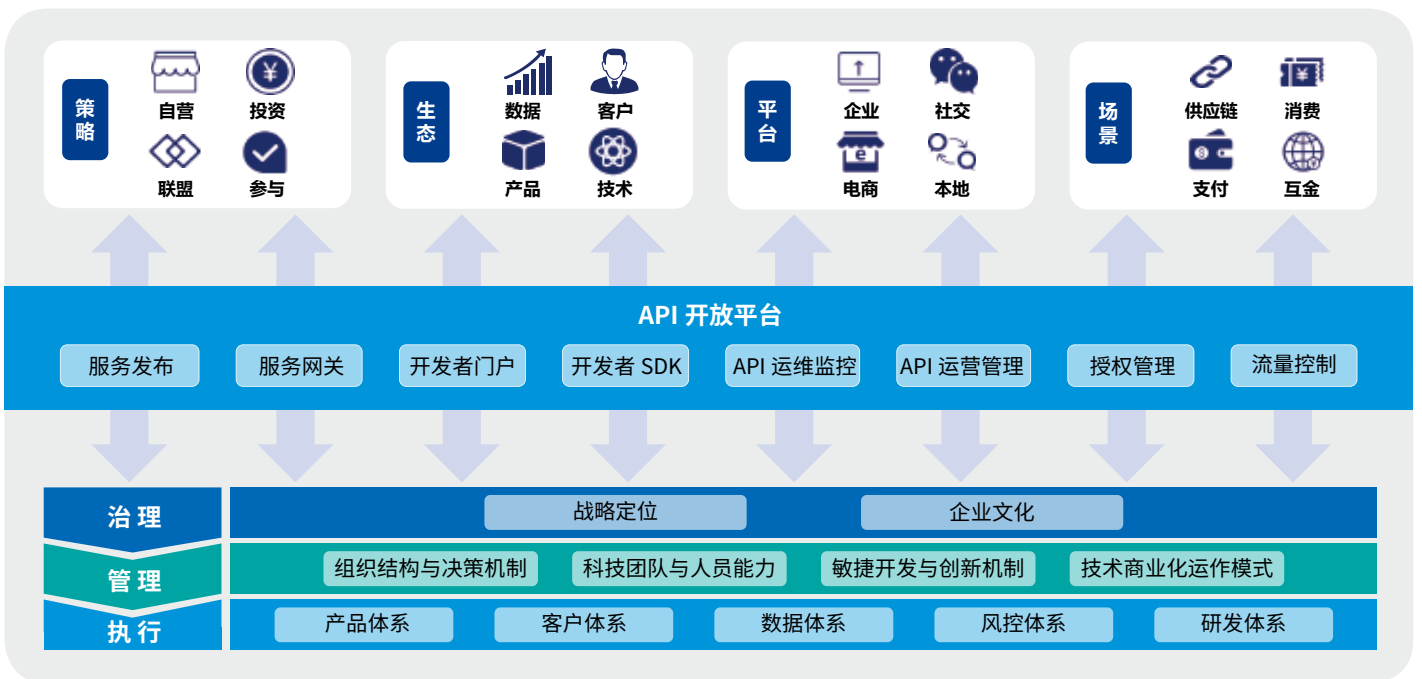 策略
自营
投资
联盟
参与
生态
数据
客户
产品
技术
平台
企业
社交
电商
本地
场景
供应链
消费
支付
互金
API 开放平台
服务发布
服务网关
开发者门户
开发者 SDK
API 运维监控
API 运营管理
授权管理
流量控制
治理
战略定位
企业文化
管理
组织结构与决策机制
科技团队与人员能力
敏捷开发与创新机制
技术商业化运作模式
执行
产品体系
客户体系
数据体系
风控体系
研发体系